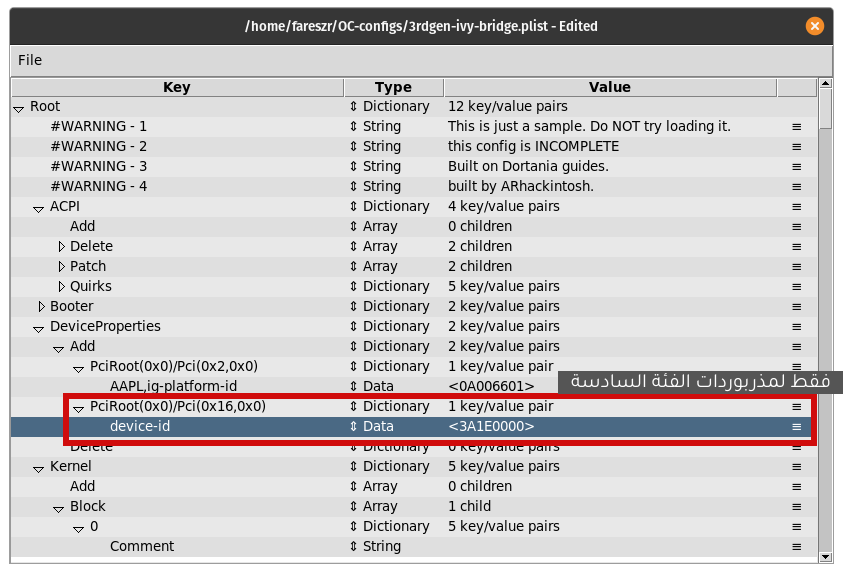 /home/fareszr/OC-configs/3rdgen-ivy-bridge.plist - Edited
File
Key Type Value
Root Dictionary 12 key/value pairs
#WARNING - 1 String This is just a sample. Do NOT try loading it.
#WARNING - 2 String this config is INCOMPLETE
#WARNING - 3 String Built on Dortania guides.
#WARNING - 4 String built by ARhackintosh.
ACPI Dictionary 4 key/value pairs
Add Array 0 children
Delete Array 2 children
Patch Array 2 children
Quirks Dictionary 5 key/value pairs
Booter Dictionary 2 key/value pairs
DeviceProperties Dictionary 2 key/value pairs
Add Dictionary 2 key/value pairs
PciRoot(0x0)/Pci(0x2,0x0) Dictionary 1 key/value pair
AAPL,ig-platform-id Data <0A006601>
فقط لمذربوردات الفئة السادسة
PciRoot(0x0)/Pci(0x16,0x0) Dictionary 1 key/value pair
device-id Data <3A1E0000>
Delete Dictionary 0 key/value pairs
Kernel Dictionary 5 key/value pairs
Add Array 0 children
Block Array 1 child
0 Dictionary 5 key/value pairs
Comment String